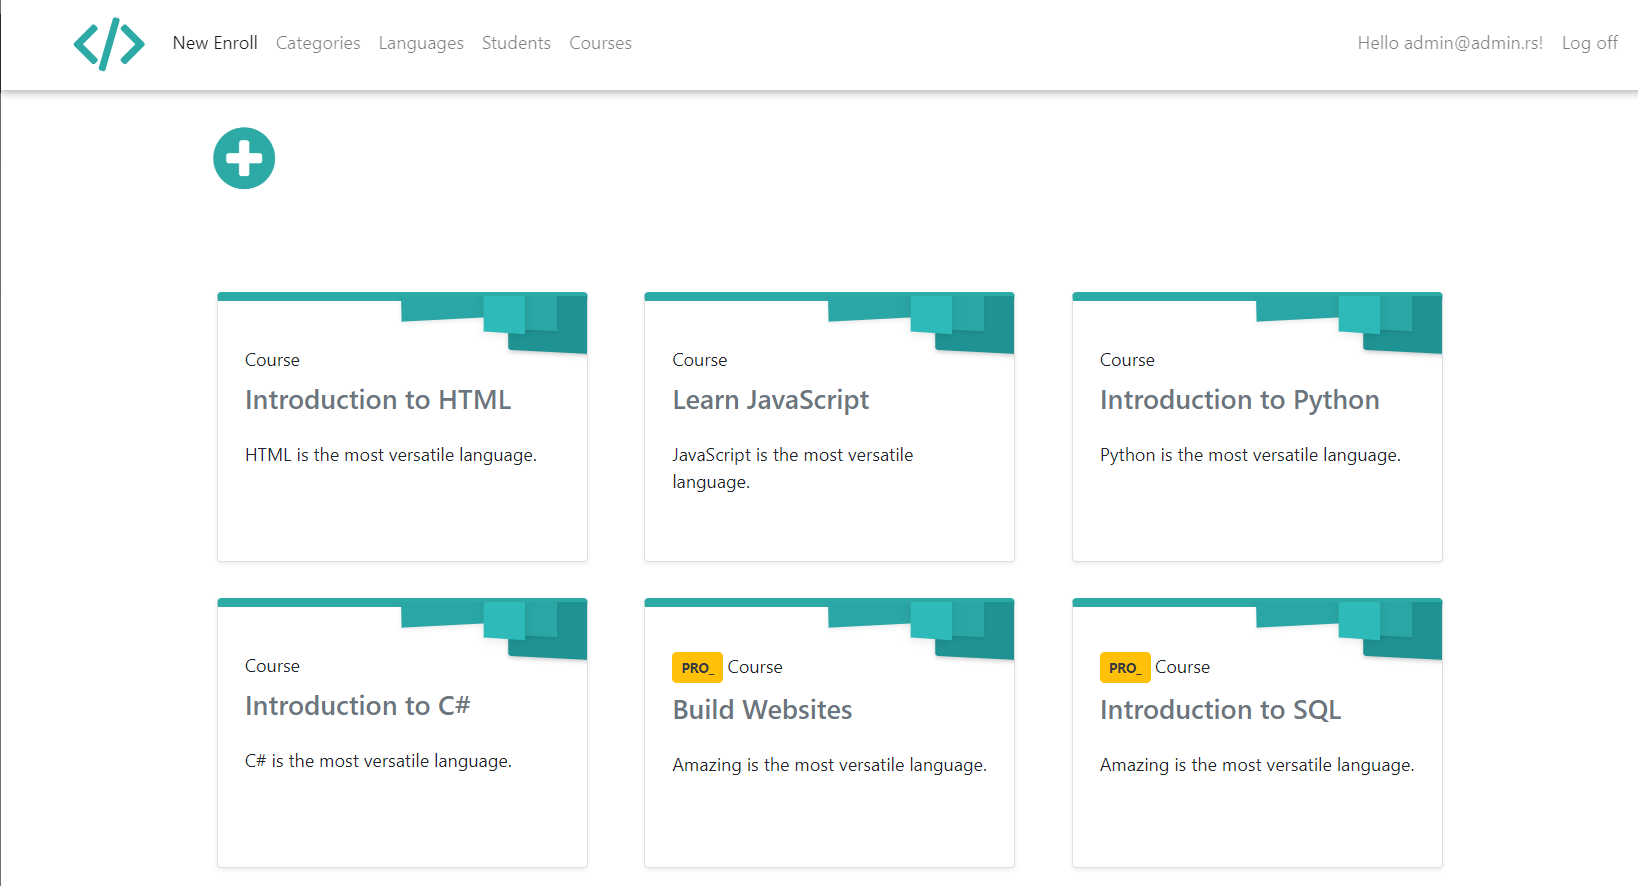 New Enroll Categories Languages Students Courses Hello admin@admin.rs! Log off
Course
Introduction to HTML
HTML is the most versatile language.
Course
Learn JavaScript
JavaScript is the most versatile
language.
Course
Introduction to Python
Python is the most versatile language.
Course
Introduction to C#
C# is the most versatile language.
PRO_ Course
Build Websites
Amazing is the most versatile language.
PRO_ Course
Introduction to SQL
Amazing is the most versatile language.